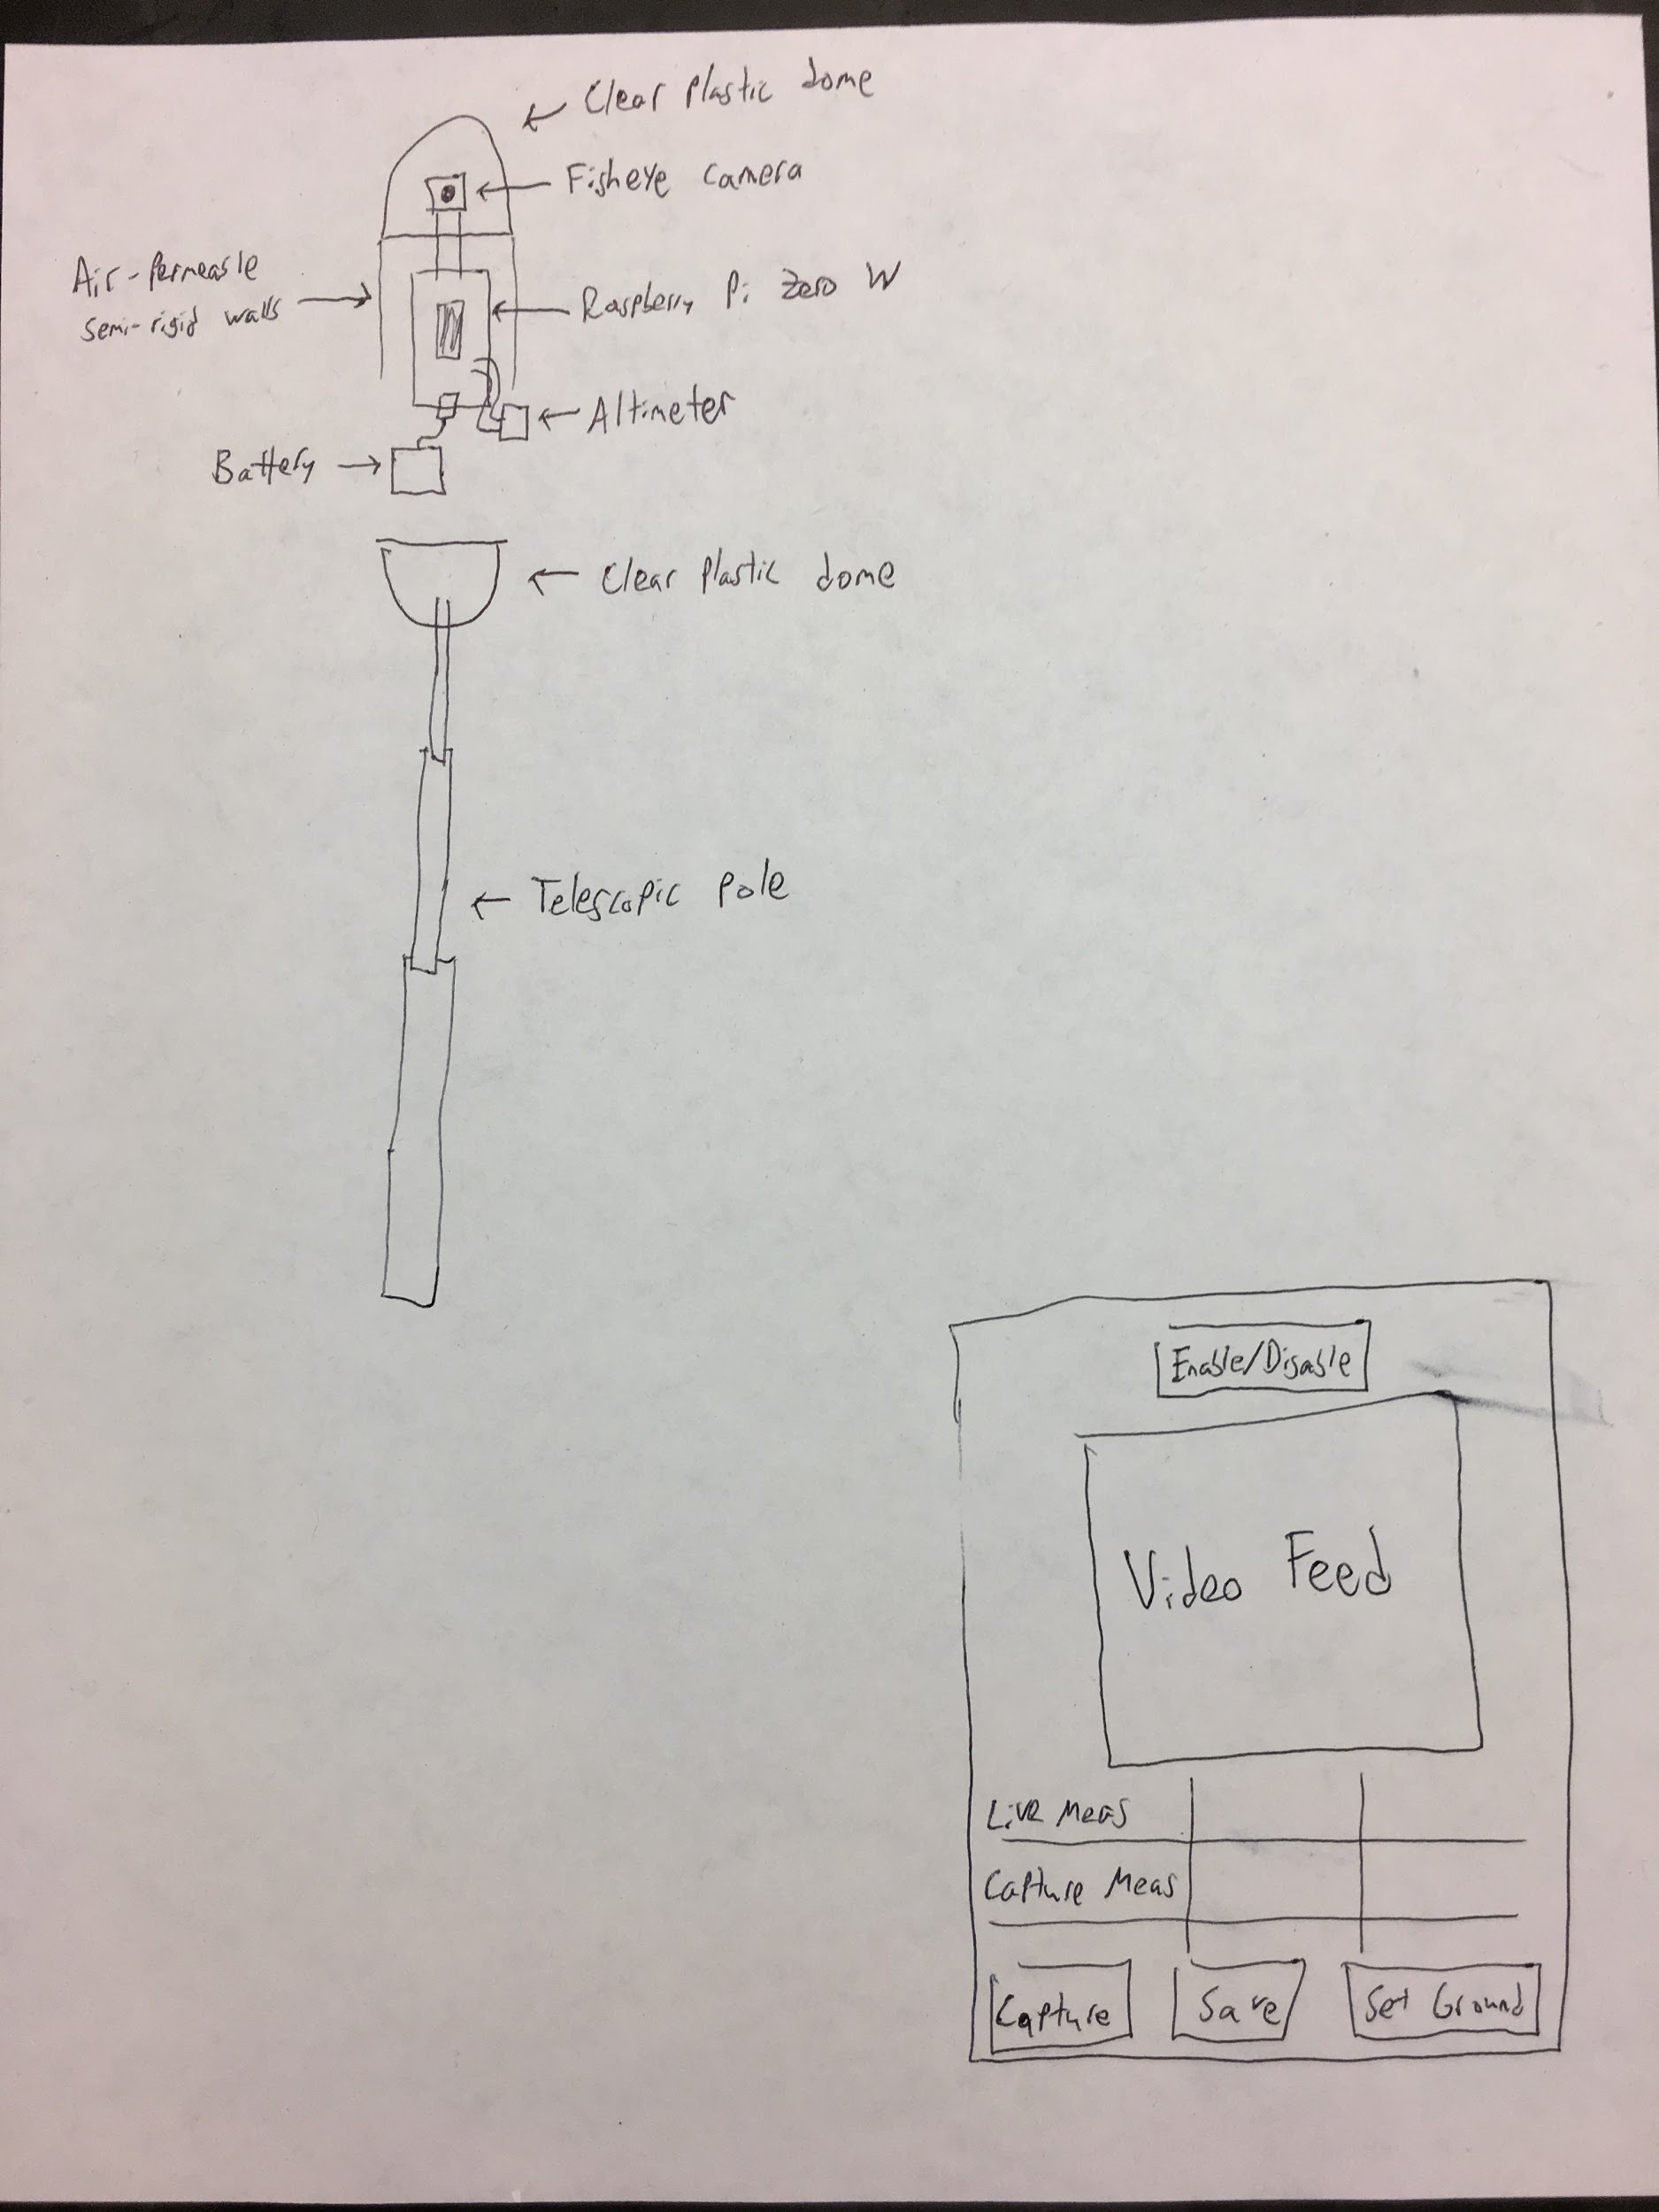 Clear Plastic dome
Fisheye camera
Air-Permeable
Semi-rigid walls
Raspberry Pi Zero W
Altimeter
Battery
Clear Plastic dome
Telescopic Pole
Enable/Disable
Video Feed
Live Meas
Capture Meas
Capture
Save
Set Ground